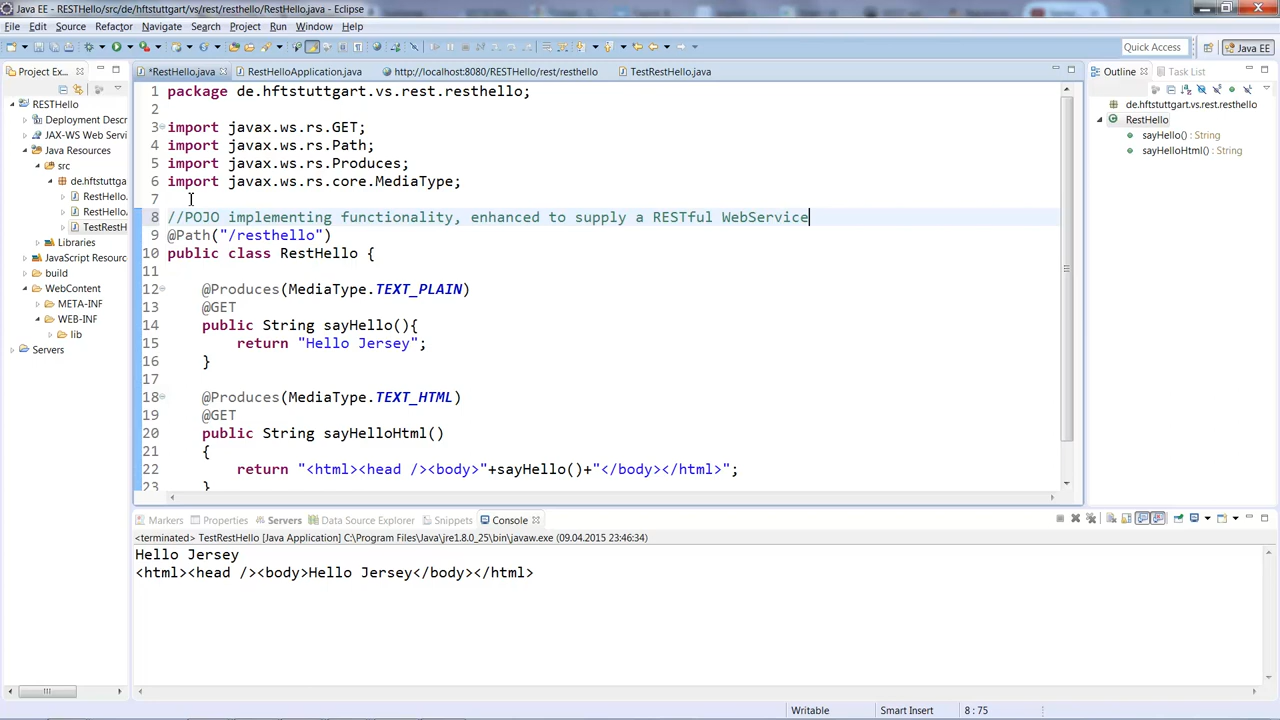 Java EE - RESTHello/src/de/hftstuttgart/vs/rest/resthello/RestHello.java - Eclipse
File Edit Source Refactor Navigate Search Project Run Window Help
Quick Access
Java EE
Project Ex...
*RestHello.java
RestHelloApplication.java
http://localhost:8080/RESTHello/rest/resthello
TestRestHello.java
Outline
Task List
RESTHello
Deployment Descr
JAX-WS Web Servi
Java Resources
src
de.hftstuttga
RestHello.
RestHello.
TestRestH
Libraries
JavaScript Resource
build
WebContent
META-INF
WEB-INF
lib
Servers
1 package de.hftstuttgart.vs.rest.resthello;
2
3 import javax.ws.rs.GET;
4 import javax.ws.rs.Path;
5 import javax.ws.rs.Produces;
6 import javax.ws.rs.core.MediaType;
7
8 //POJO implementing functionality, enhanced to supply a RESTful WebService
9 @Path("/resthello")
10 public class RestHello {
11
12 @Produces(MediaType.TEXT_PLAIN)
13 @GET
14 public String sayHello(){
15 return "Hello Jersey";
16 }
17
18 @Produces(MediaType.TEXT_HTML)
19 @GET
20 public String sayHelloHtml()
21 {
22 return "<html><head /><body>"+sayHello()+"</body></html>";
23 }
de.hftstuttgart.vs.rest.resthello
RestHello
sayHello() : String
sayHelloHtml() : String
Markers
Properties
Servers
Data Source Explorer
Snippets
Console
<terminated> TestRestHello [Java Application] C:\Program Files\Java\jre1.8.0_25\bin\javaw.exe (09.04.2015 23:46:34)
Hello Jersey
<html><head /><body>Hello Jersey</body></html>
Writable
Smart Insert
8 : 75